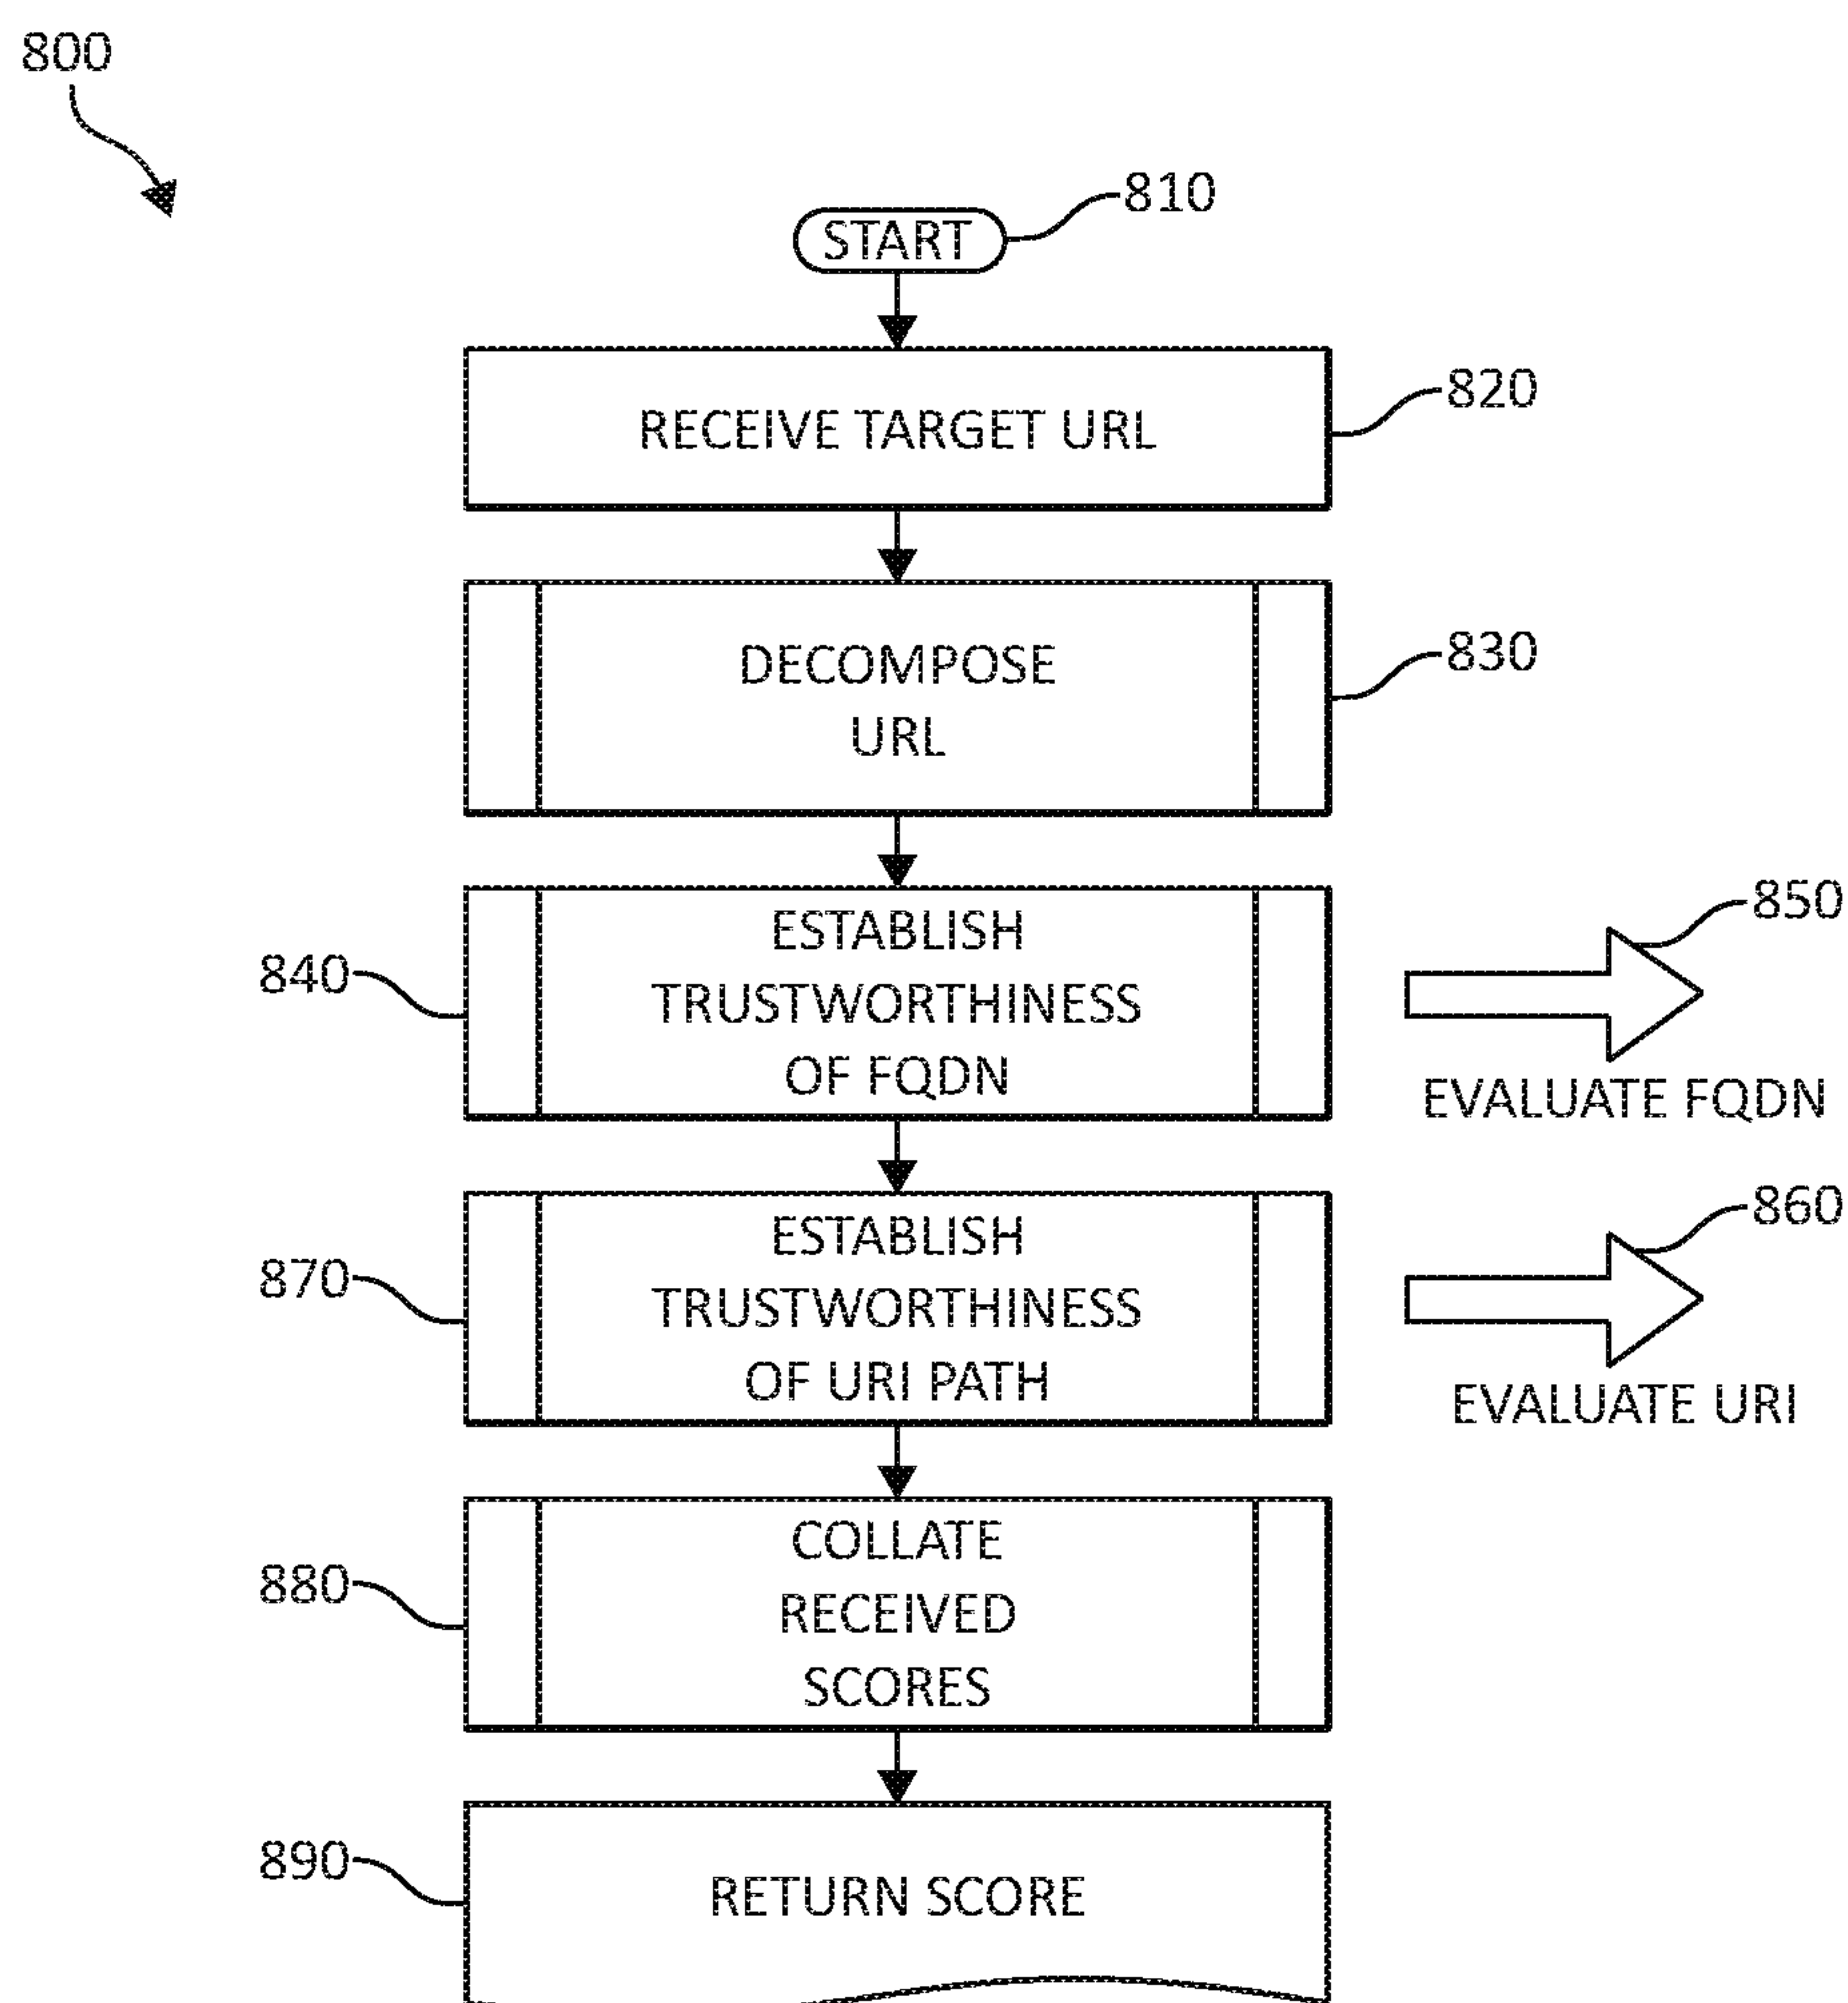 800
810
START
820
RECEIVE TARGET URL
830
DECOMPOSE
URL
850
840
ESTABLISH
TRUSTWORTHINESS
OF FQDN
EVALUATE FQDN
860
870
ESTABLISH
TRUSTWORTHINESS
OF URI PATH
EVALUATE URI
880
COLLATE
RECEIVED
SCORES
890
RETURN SCORE